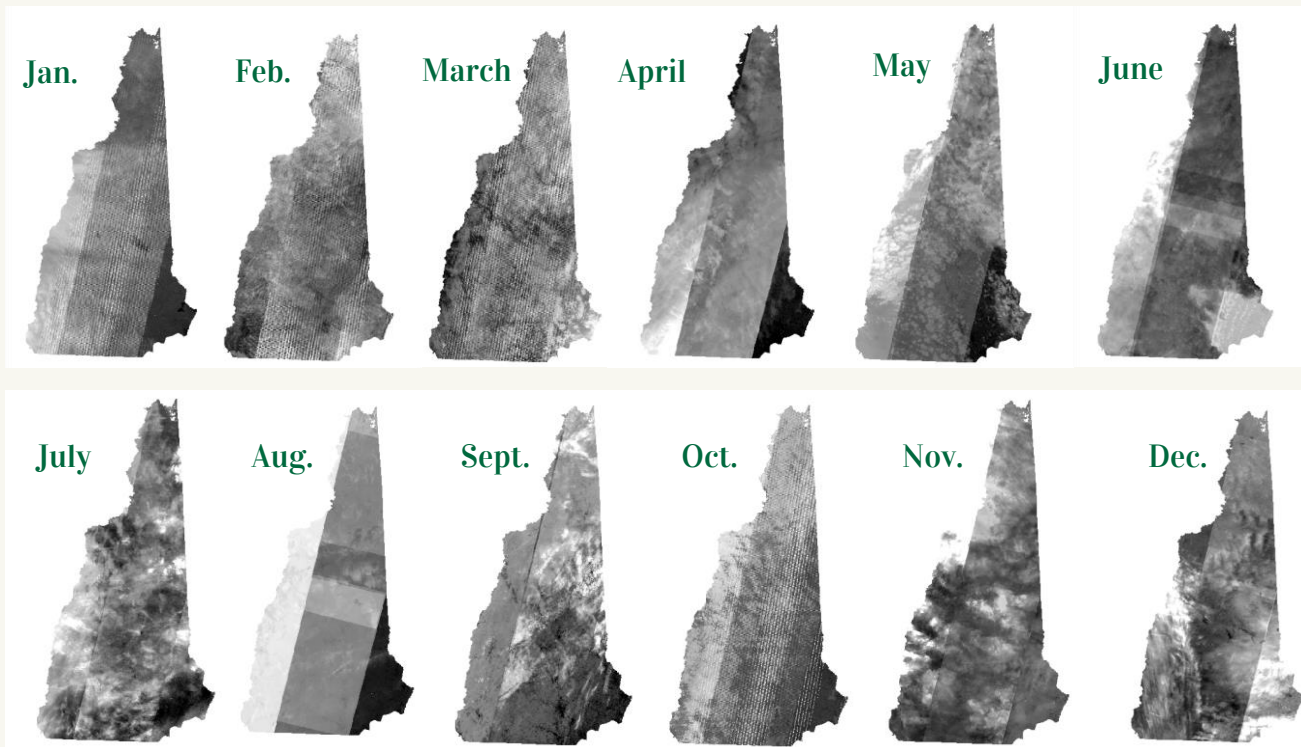 Jan.
Feb.
March
April
May
June
July
Aug.
Sept.
Oct.
Nov.
Dec.